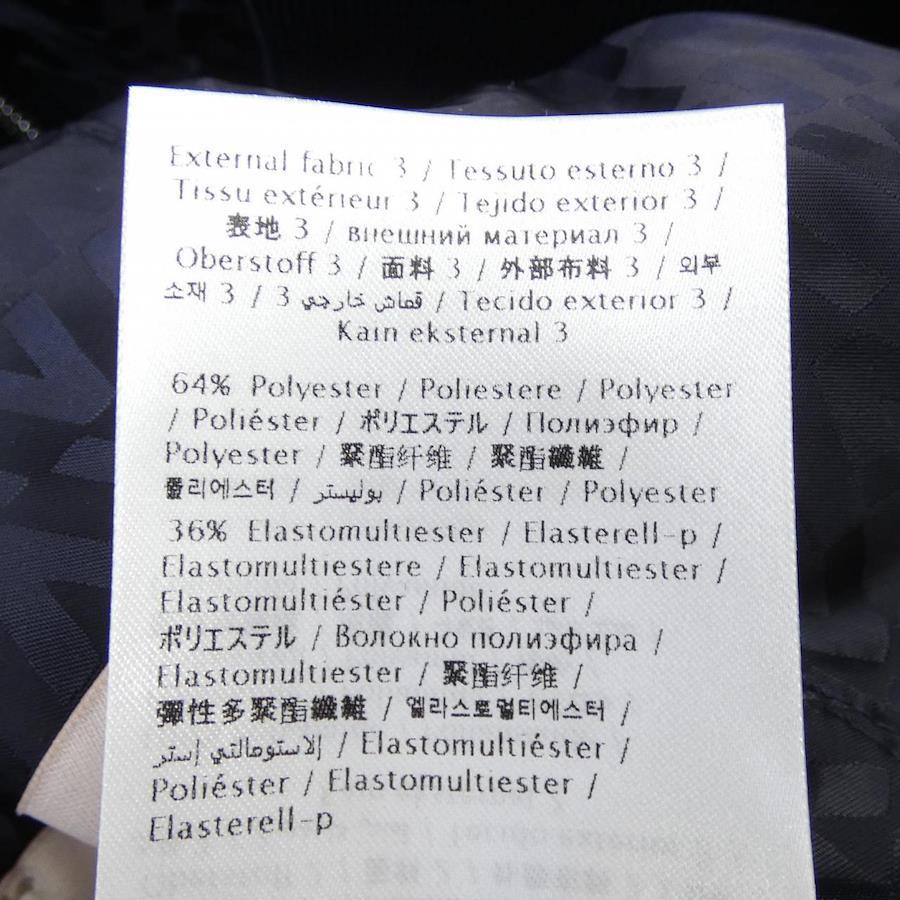 External fabric 3 / Tessuto esterno 3 /
Tissu extérieur 3 / Tejido exterior 3 /
表地 3 / внешний материал 3 /
Oberstoff 3 / 面料 3 / 外部布料 3 / 외부
소재 3 / 3 قماش خارجي / Tecido exterior 3 /
Kain eksternal 3
64% Polyester / Poliestere / Polyester
/ Poliéster / ポリエステル / Полиэфир /
Polyester / 聚酯纤维 / 聚酯纖維 /
폴리에스터 / بوليستر / Poliéster / Polyester
36% Elastomultiester / Elasterell-p /
Elastomultiestere / Elastomultiester /
Elastomultiéster / Poliéster /
ポリエステル / Волокно полиэфира /
Elastomultiester / 聚酯纤维 /
彈性多聚酯纖維 / 엘라스토멀티에스터 /
إلاستومالتي إستر / Elastomultiéster /
Poliéster / Elastomultiester /
Elasterell-p